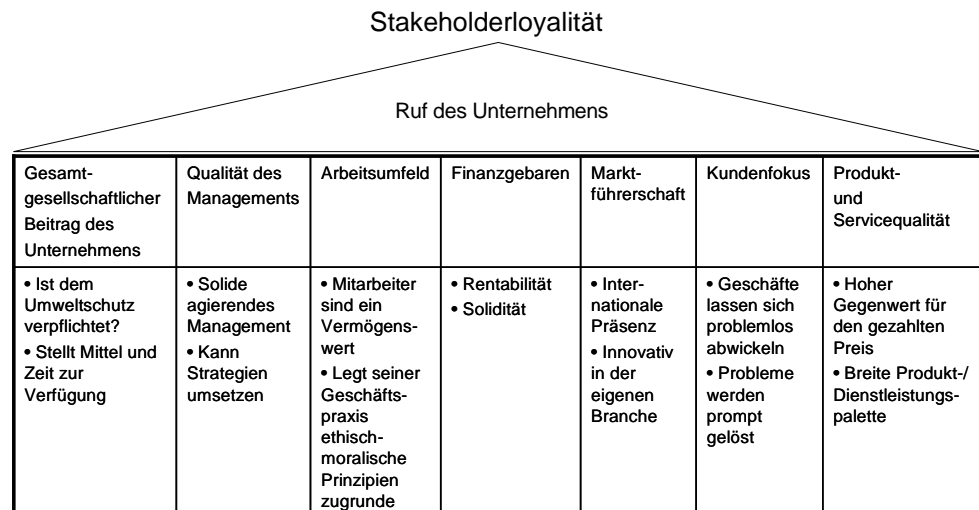 Stakeholderloyalität
Ruf des Unternehmens
Gesamt-
gesellschaftlicher
Beitrag des
Unternehmens
Qualität des
Managements
Arbeitsumfeld
Finanzgebaren
Markt-
führerschaft
Kundenfokus
Produkt-
und
Servicequalität
• Ist dem
Umweltschutz
verpflichtet?
• Stellt Mittel und
Zeit zur
Verfügung
• Solide
agierendes
Management
• Kann
Strategien
umsetzen
• Mitarbeiter
sind ein
Vermögens-
wert
• Legt seiner
Geschäfts-
praxis
ethisch-
moralische
Prinzipien
zugrunde
• Rentabilität
• Solidität
• Inter-
nationale
Präsenz
• Innovativ
in der
eigenen
Branche
• Geschäfte
lassen sich
problemlos
abwickeln
• Probleme
werden
prompt
gelöst
• Hoher
Gegenwert für
den gezahlten
Preis
• Breite Produkt-/
Dienstleistungs-
palette